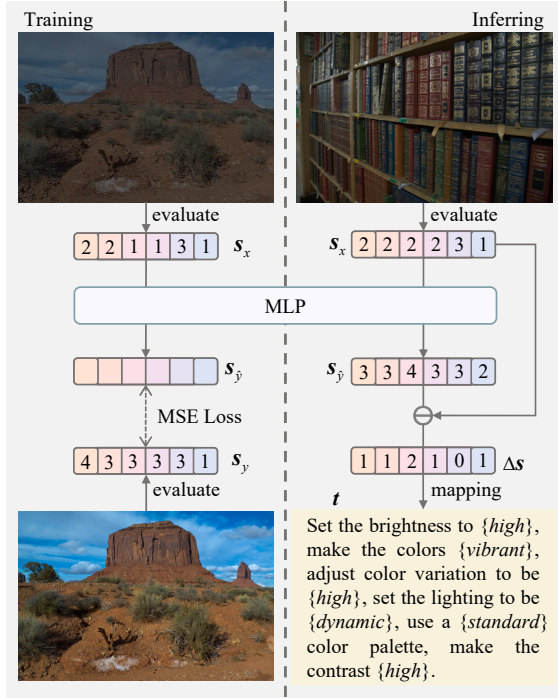 Training
Inferring
evaluate
evaluate
2 2 1 1 3 1 s_x
s_x 2 2 2 2 3 1
MLP
s_ŷ
s_ŷ 3 3 4 3 3 2
MSE Loss
4 3 3 3 3 1 s_y
1 1 2 1 0 1 Δs
evaluate
mapping
t
Set the brightness to {high},
make the colors {vibrant},
adjust color variation to be
{high}, set the lighting to be
{dynamic}, use a {standard}
color palette, make the
contrast {high}.